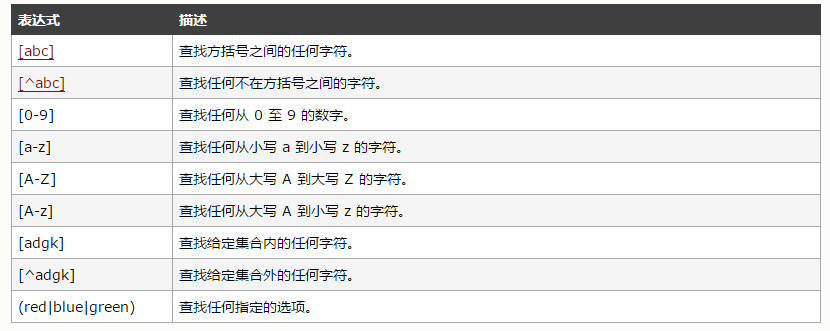 表达式 描述
[abc] 查找方括号之间的任何字符。
[^abc] 查找任何不在方括号之间的字符。
[0-9] 查找任何从 0 至 9 的数字。
[a-z] 查找任何从小写 a 到小写 z 的字符。
[A-Z] 查找任何从大写 A 到大写 Z 的字符。
[A-z] 查找任何从大写 A 到小写 z 的字符。
[adgk] 查找给定集合内的任何字符。
[^adgk] 查找给定集合外的任何字符。
(red|blue|green) 查找任何指定的选项。